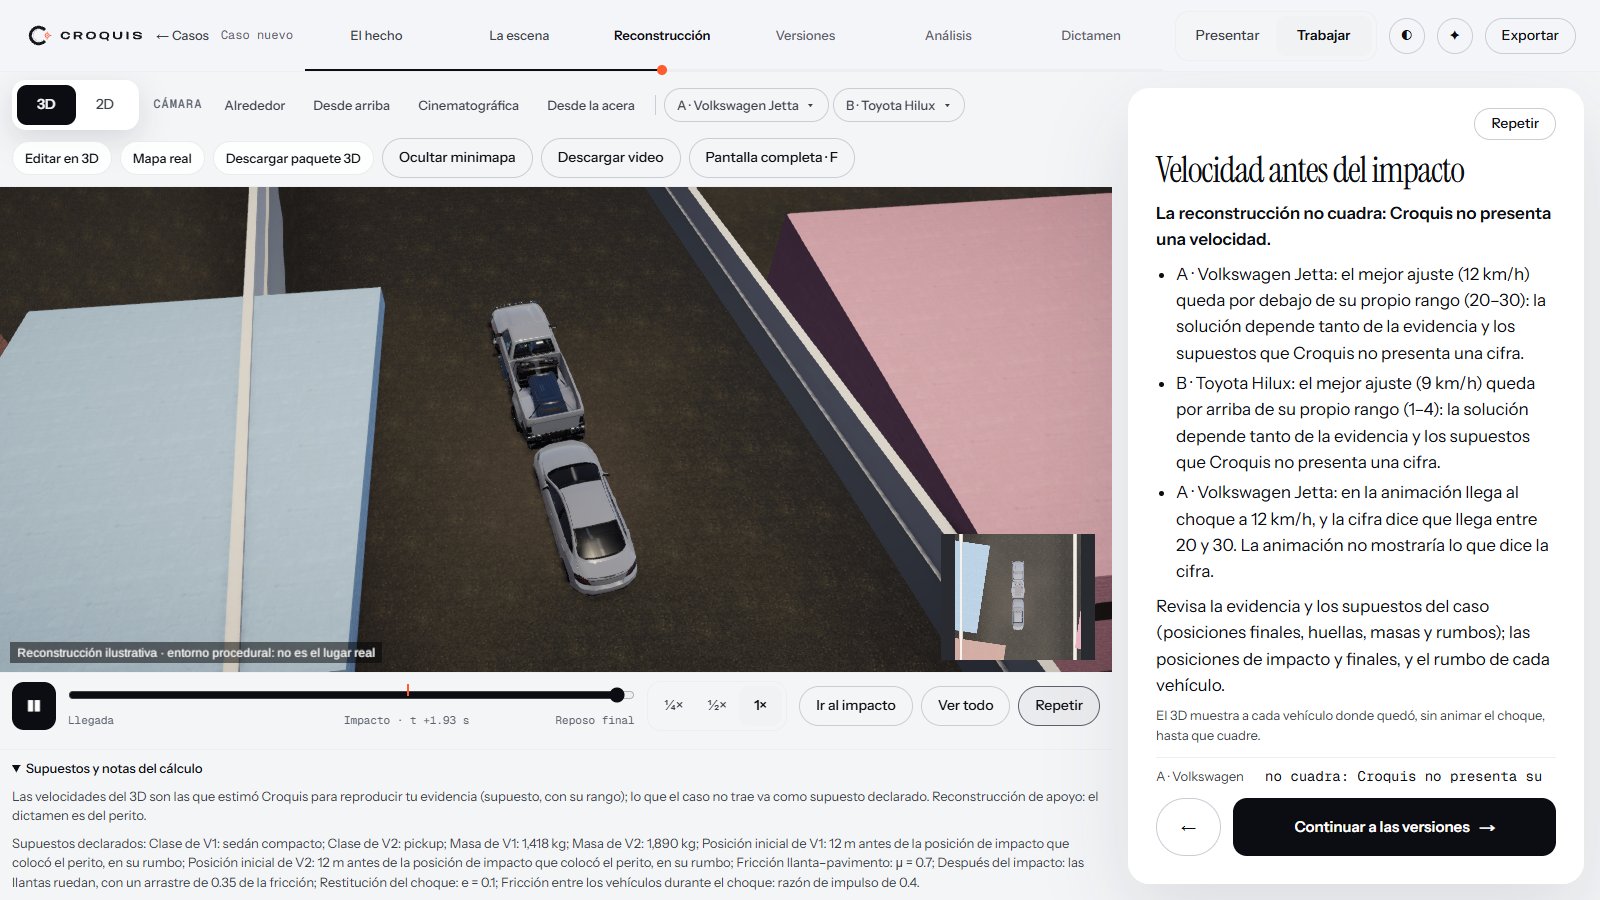 CROQUIS
← Casos
Caso nuevo
El hecho
La escena
Reconstrucción
Versiones
Análisis
Dictamen
Presentar
Trabajar
Exportar
3D
2D
CÁMARA
Alrededor
Desde arriba
Cinematográfica
Desde la acera
A · Volkswagen Jetta
B · Toyota Hilux
Editar en 3D
Mapa real
Descargar paquete 3D
Ocultar minimapa
Descargar video
Pantalla completa · F
Reconstrucción ilustrativa · entorno procedural: no es el lugar real
Llegada
Impacto · t +1.93 s
Reposo final
¼×
½×
1×
Ir al impacto
Ver todo
Repetir
Supuestos y notas del cálculo
Las velocidades del 3D son las que estimó Croquis para reproducir tu evidencia (supuesto, con su rango); lo que el caso no trae va como supuesto declarado. Reconstrucción de apoyo: el
dictamen es del perito.
Supuestos declarados: Clase de V1: sedán compacto; Clase de V2: pickup; Masa de V1: 1,418 kg; Masa de V2: 1,890 kg; Posición inicial de V1: 12 m antes de la posición de impacto que
colocó el perito, en su rumbo; Posición inicial de V2: 12 m antes de la posición de impacto que colocó el perito, en su rumbo; Fricción llanta–pavimento: µ = 0.7; Después del impacto: las
llantas ruedan, con un arrastre de 0.35 de la fricción; Restitución del choque: e = 0.1; Fricción entre los vehículos durante el choque: razón de impulso de 0.4.
Repetir
Velocidad antes del impacto
La reconstrucción no cuadra: Croquis no presenta
una velocidad.
• A · Volkswagen Jetta: el mejor ajuste (12 km/h)
queda por debajo de su propio rango (20–30): la
solución depende tanto de la evidencia y los
supuestos que Croquis no presenta una cifra.
• B · Toyota Hilux: el mejor ajuste (9 km/h) queda
por arriba de su propio rango (1–4): la solución
depende tanto de la evidencia y los supuestos
que Croquis no presenta una cifra.
• A · Volkswagen Jetta: en la animación llega al
choque a 12 km/h, y la cifra dice que llega entre
20 y 30. La animación no mostraría lo que dice la
cifra.
Revisa la evidencia y los supuestos del caso
(posiciones finales, huellas, masas y rumbos); las
posiciones de impacto y finales, y el rumbo de cada
vehículo.
El 3D muestra a cada vehículo donde quedó, sin animar el choque,
hasta que cuadre.
A · Volkswagen
no cuadra: Croquis no presenta su
←
Continuar a las versiones →